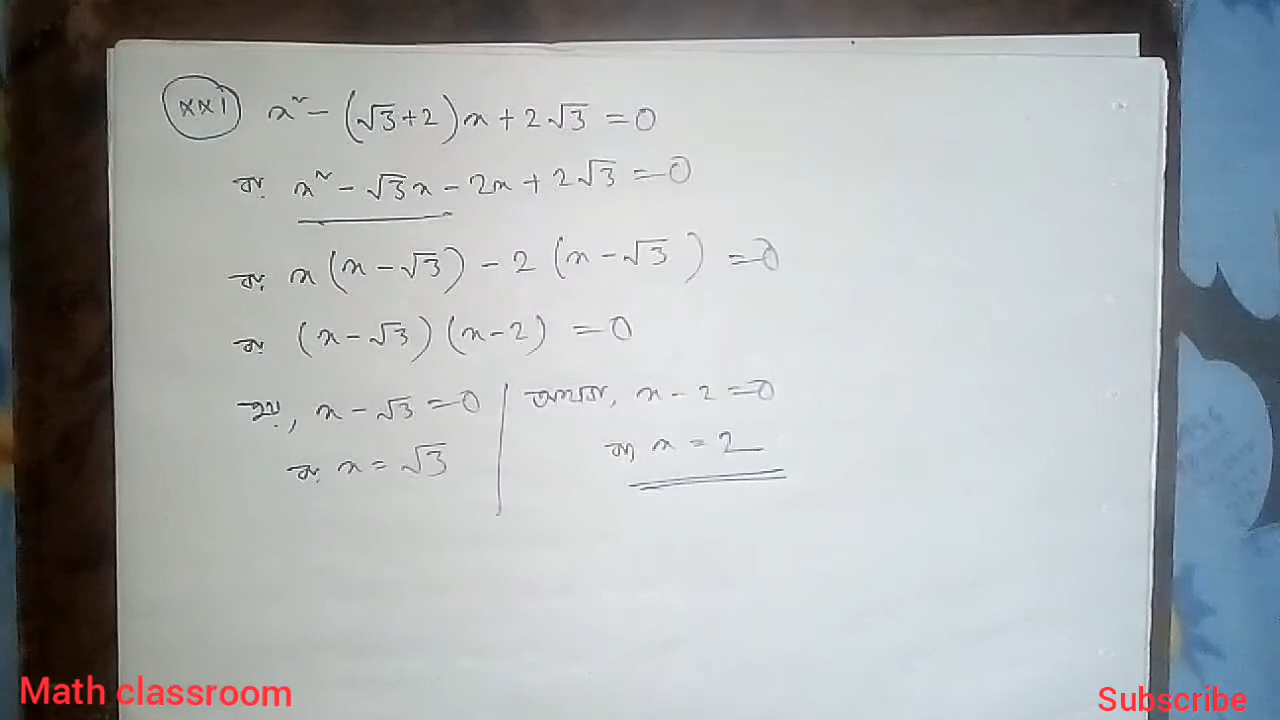 xxi x² - (√3+2)x + 2√3 = 0
বা, x² - √3x - 2x + 2√3 = 0
বা, x(x - √3) - 2(x - √3) = 0
বা, (x - √3)(x - 2) = 0
হয়, x - √3 = 0 | অথবা, x - 2 = 0
বা, x = √3 | বা, x = 2
Math classroom
Subscribe